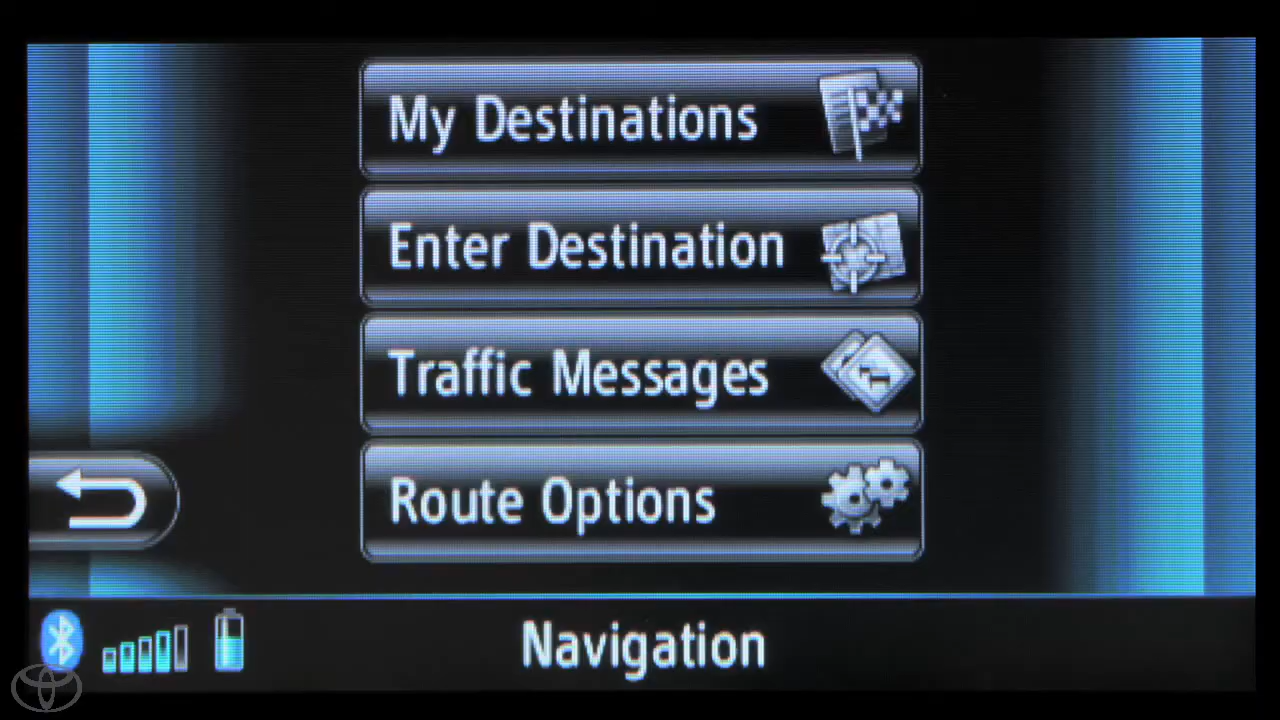 My Destinations
Enter Destination
Traffic Messages
Route Options
Navigation